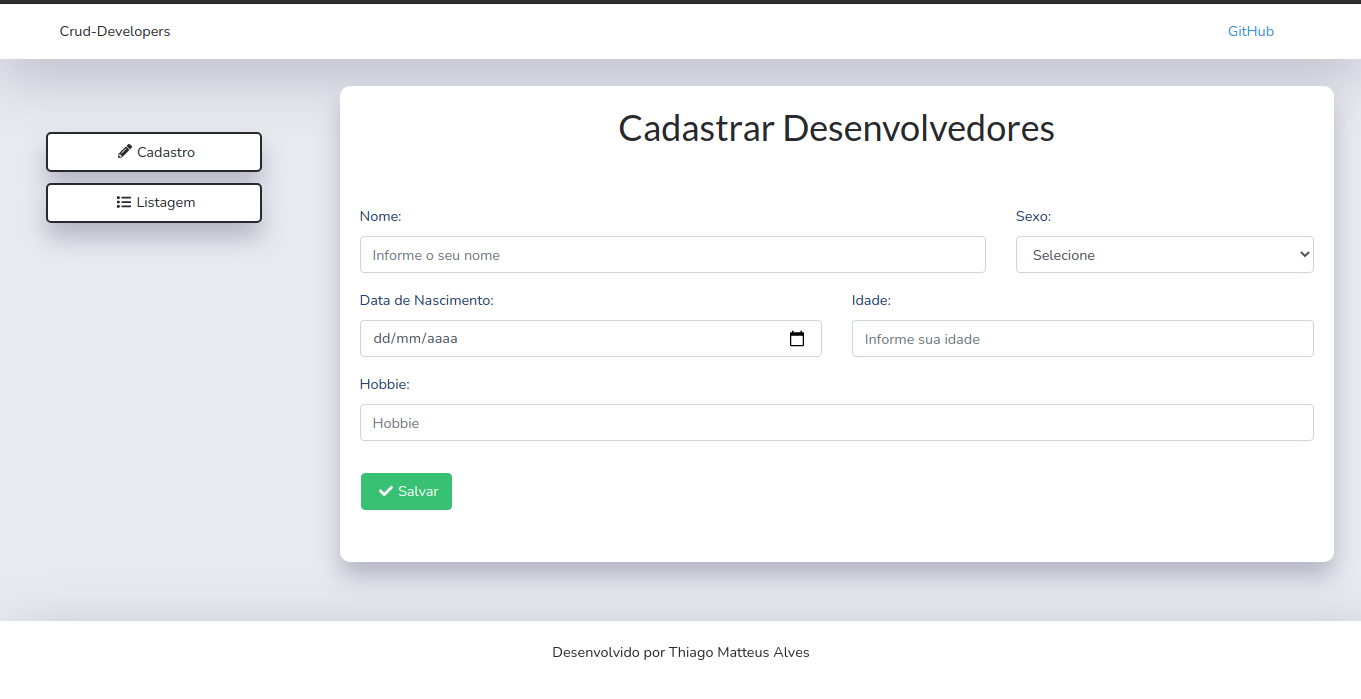 Crud-Developers
GitHub
Cadastro
Listagem
Cadastrar Desenvolvedores
Nome:
Sexo:
Informe o seu nome
Selecione
Data de Nascimento:
Idade:
dd/mm/aaaa
Informe sua idade
Hobbie:
Hobbie
Salvar
Desenvolvido por Thiago Matteus Alves